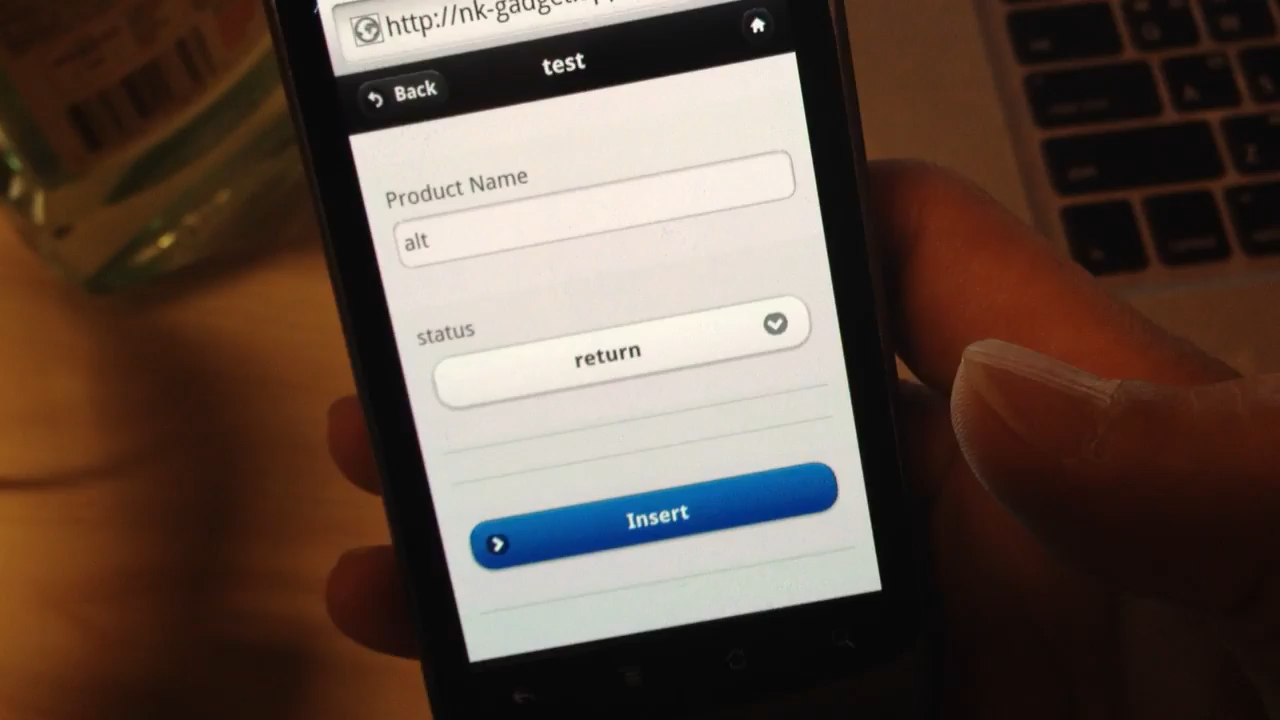 http://nk-gadget.
test
Back
Product Name
alt
status
return
Insert